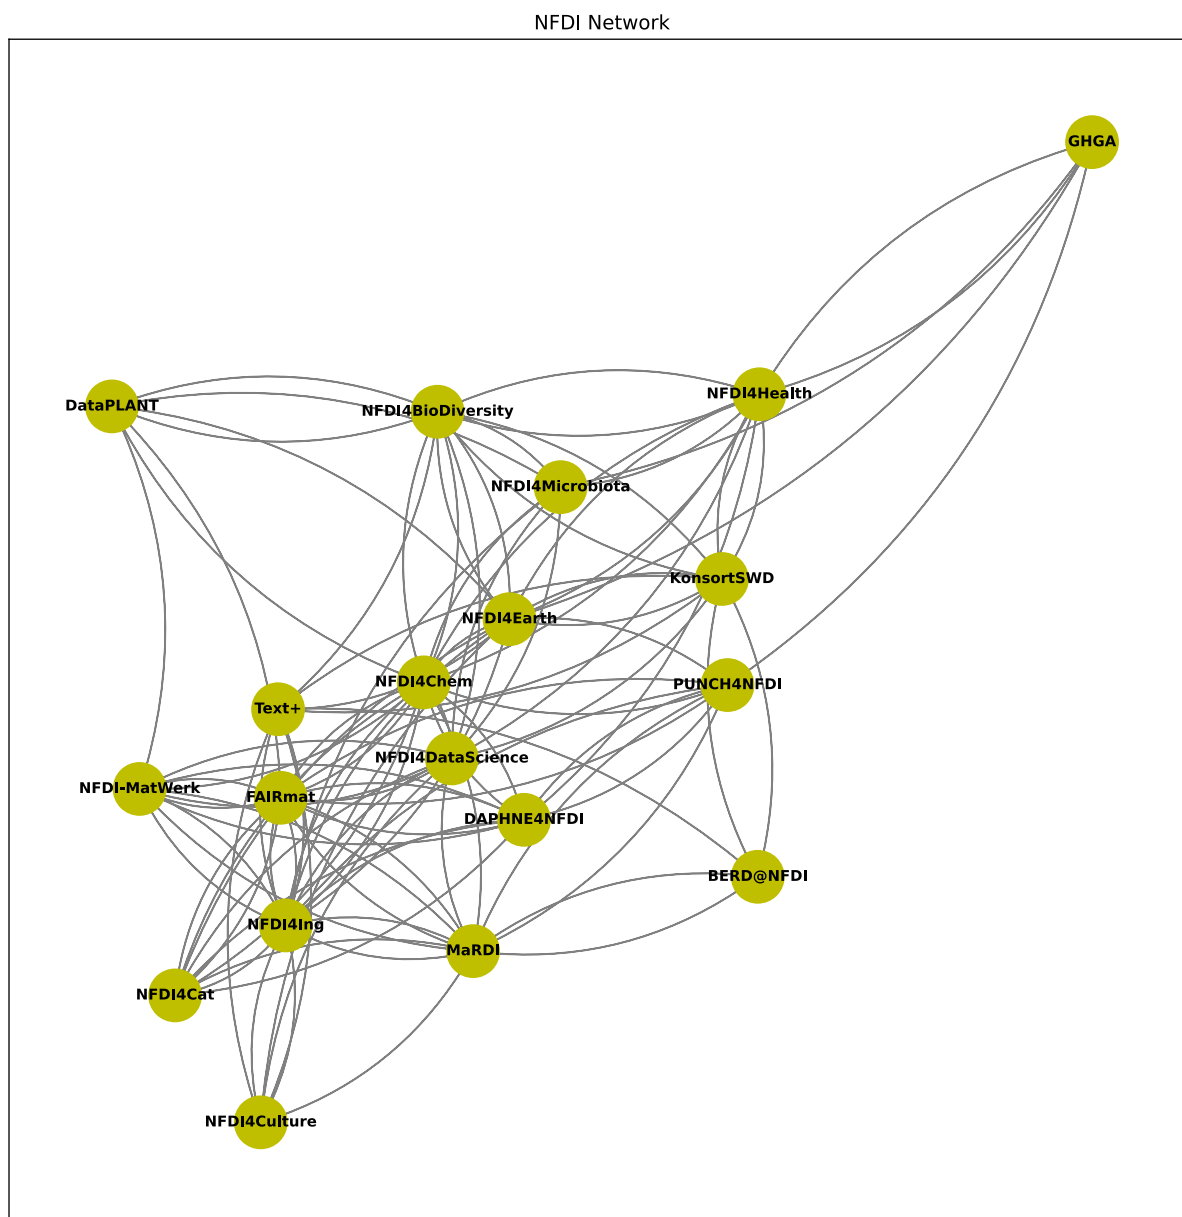 NFDI Network
GHGA
NFDI4Health
DataPLANT
NFDI4BioDiversity
NFDI4Microbiota
KonsortSWD
NFDI4Earth
NFDI4Chem
PUNCH4NFDI
Text+
NFDI4DataScience
NFDI-MatWerk
FAIRmat
DAPHNE4NFDI
BERD@NFDI
NFDI4Ing
MaRDI
NFDI4Cat
NFDI4Culture